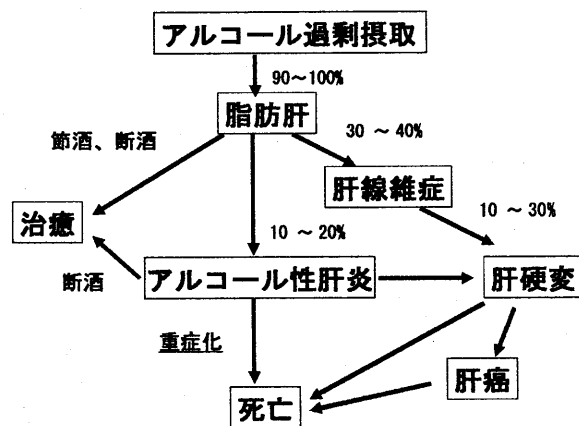 アルコール過剰摂取
90～100%
脂肪肝
節酒、断酒
30 ～ 40%
肝線維症
治癒
10 ～ 20%
10 ～ 30%
断酒
アルコール性肝炎
肝硬変
重症化
肝癌
死亡